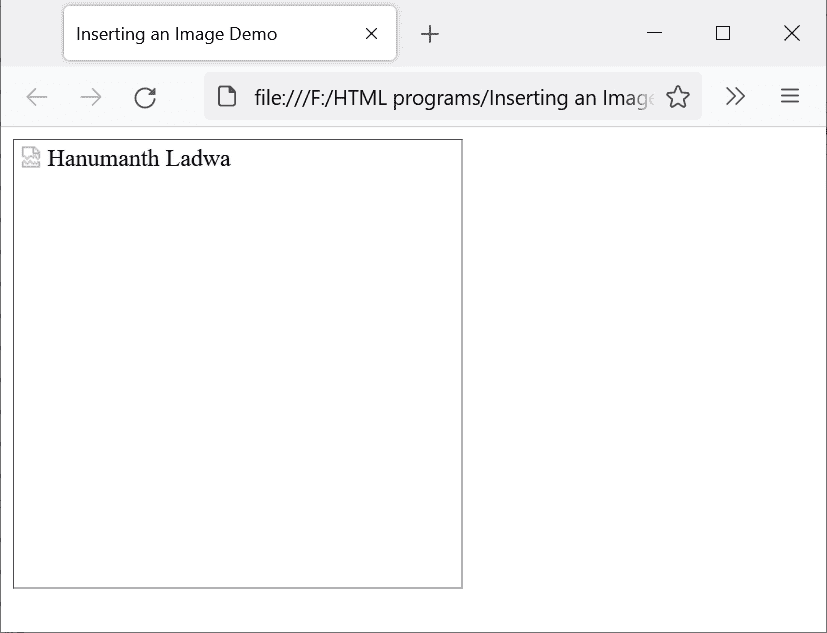 Inserting an Image Demo
file:///F:/HTML programs/Inserting an Image
Hanumanth Ladwa